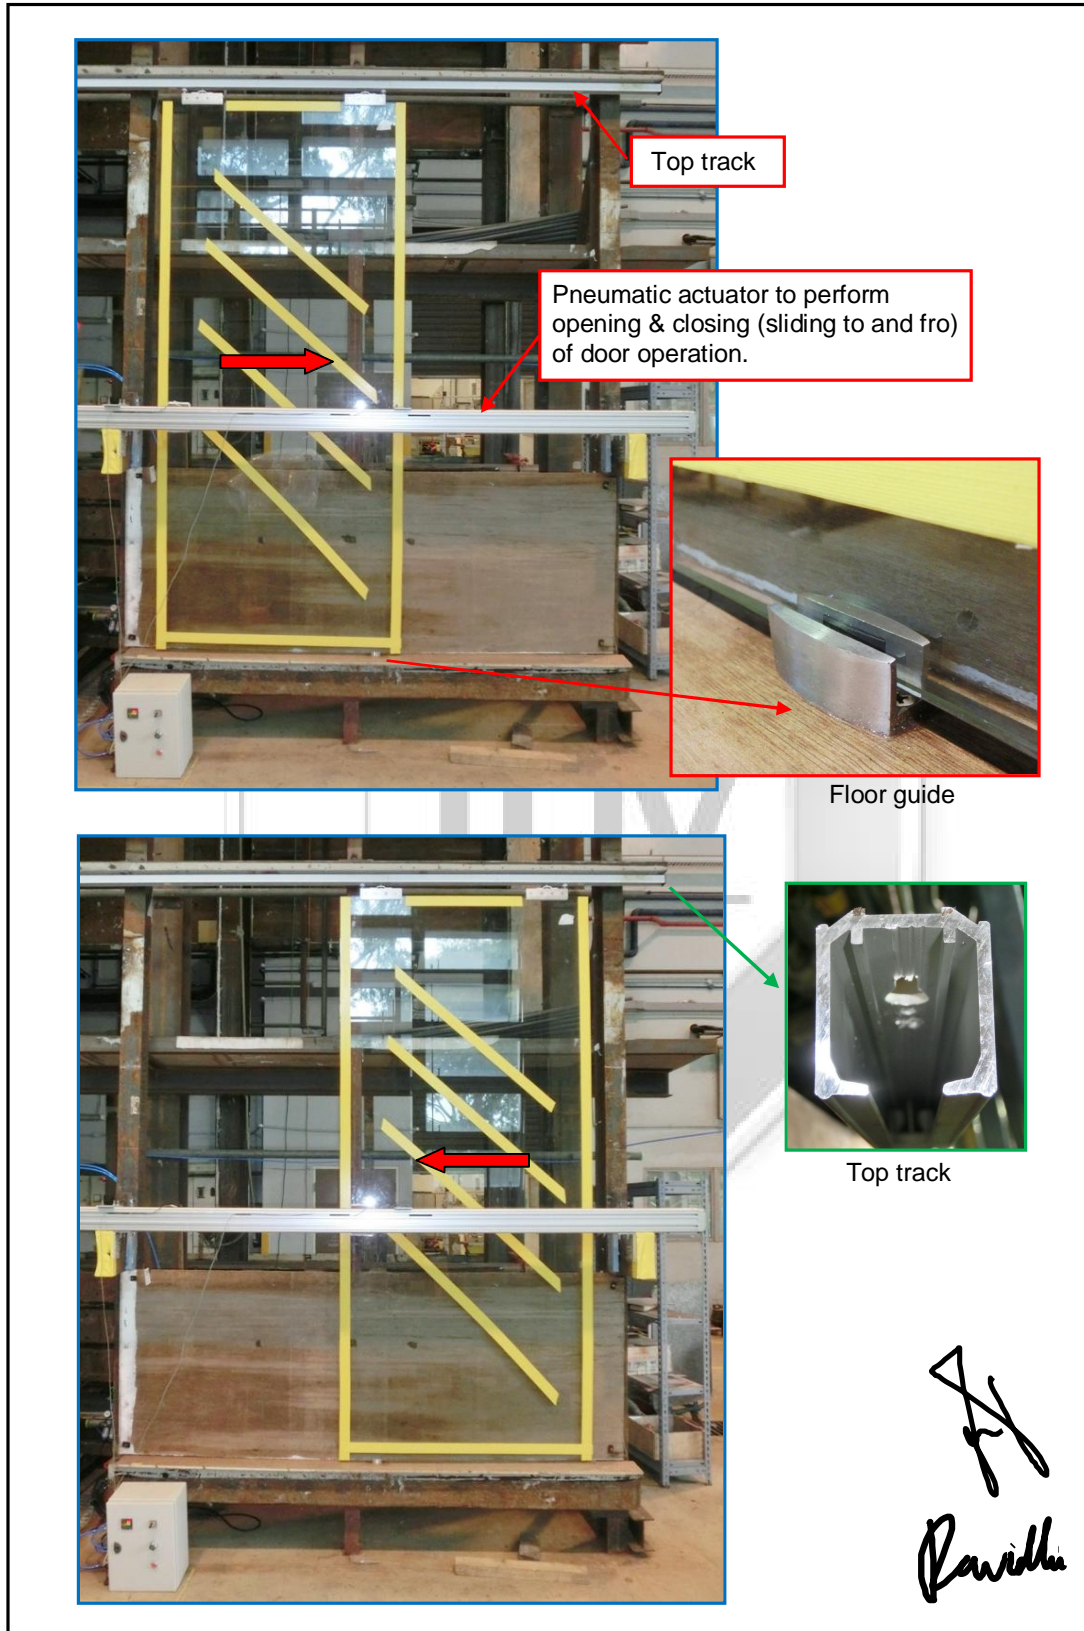 Top track
Pneumatic actuator to perform
opening & closing (sliding to and fro)
of door operation.
Floor guide
Top track